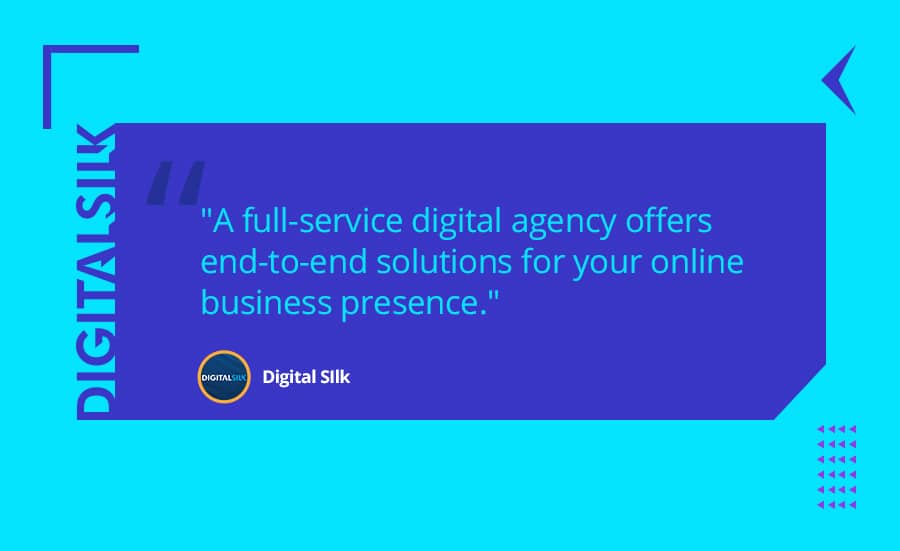 DIGITALSILK
"A full-service digital agency offers
end-to-end solutions for your online
business presence."
DIGITALSILK
Digital SIlk